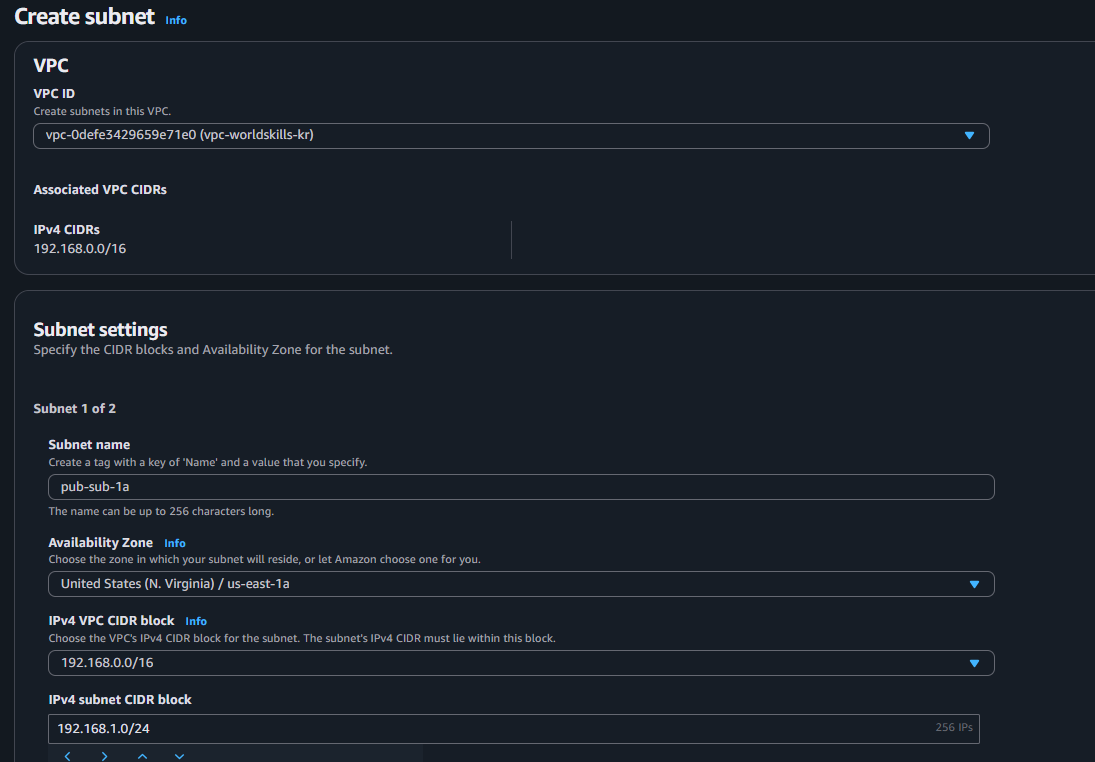 Create subnet Info
VPC
VPC ID
Create subnets in this VPC.
vpc-0defe3429659e71e0 (vpc-worldskills-kr)
Associated VPC CIDRs
IPv4 CIDRs
192.168.0.0/16
Subnet settings
Specify the CIDR blocks and Availability Zone for the subnet.
Subnet 1 of 2
Subnet name
Create a tag with a key of 'Name' and a value that you specify.
pub-sub-1a
The name can be up to 256 characters long.
Availability Zone Info
Choose the zone in which your subnet will reside, or let Amazon choose one for you.
United States (N. Virginia) / us-east-1a
IPv4 VPC CIDR block Info
Choose the VPC's IPv4 CIDR block for the subnet. The subnet's IPv4 CIDR must lie within this block.
192.168.0.0/16
IPv4 subnet CIDR block
192.168.1.0/24 256 IPs